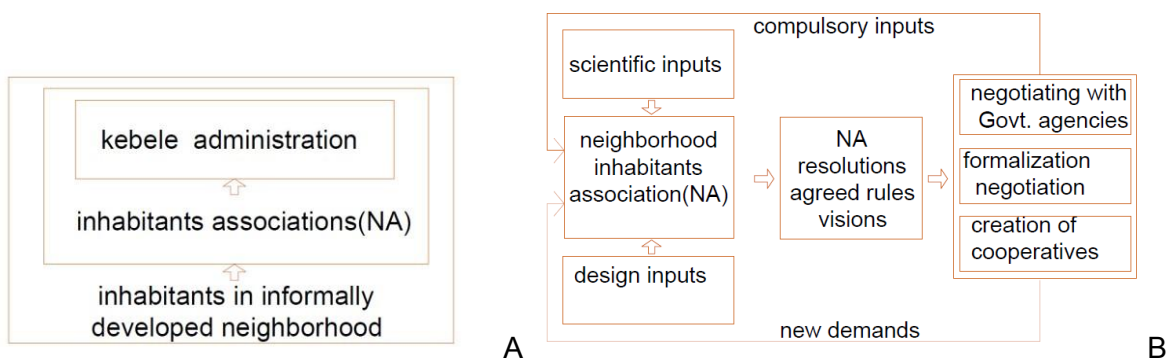 kebele administration
inhabitants associations(NA)
inhabitants in informally
developed neighborhood
A
compulsory inputs
scientific inputs
neighborhood
inhabitants
association(NA)
design inputs
NA
resolutions
agreed rules
visions
negotiating with
Govt. agencies
formalization
negotiation
creation of
cooperatives
new demands
B